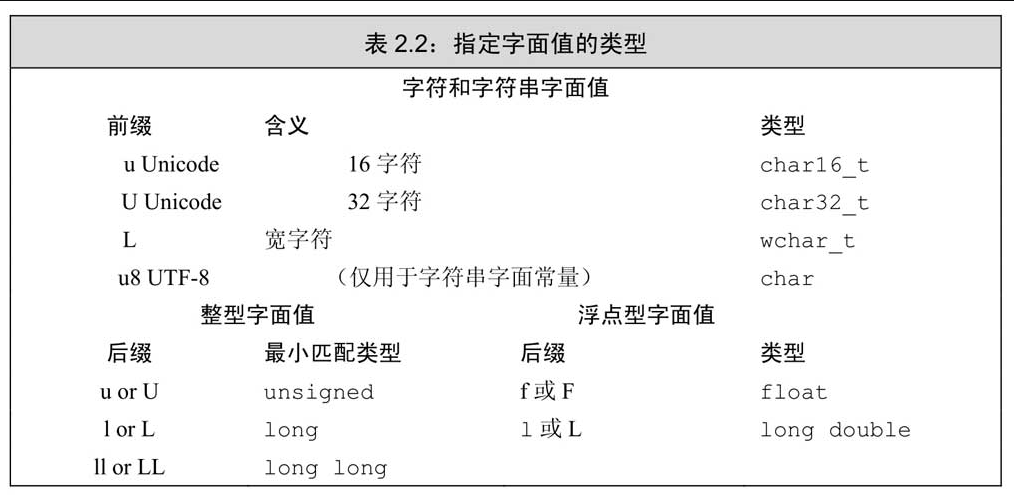 表 2.2：指定字面值的类型
字符和字符串字面值
前缀 含义 类型
u Unicode 16 字符 char16_t
U Unicode 32 字符 char32_t
L 宽字符 wchar_t
u8 UTF-8 （仅用于字符串字面常量） char
整型字面值 浮点型字面值
后缀 最小匹配类型 后缀 类型
u or U unsigned f 或 F float
l or L long l 或 L long double
ll or LL long long